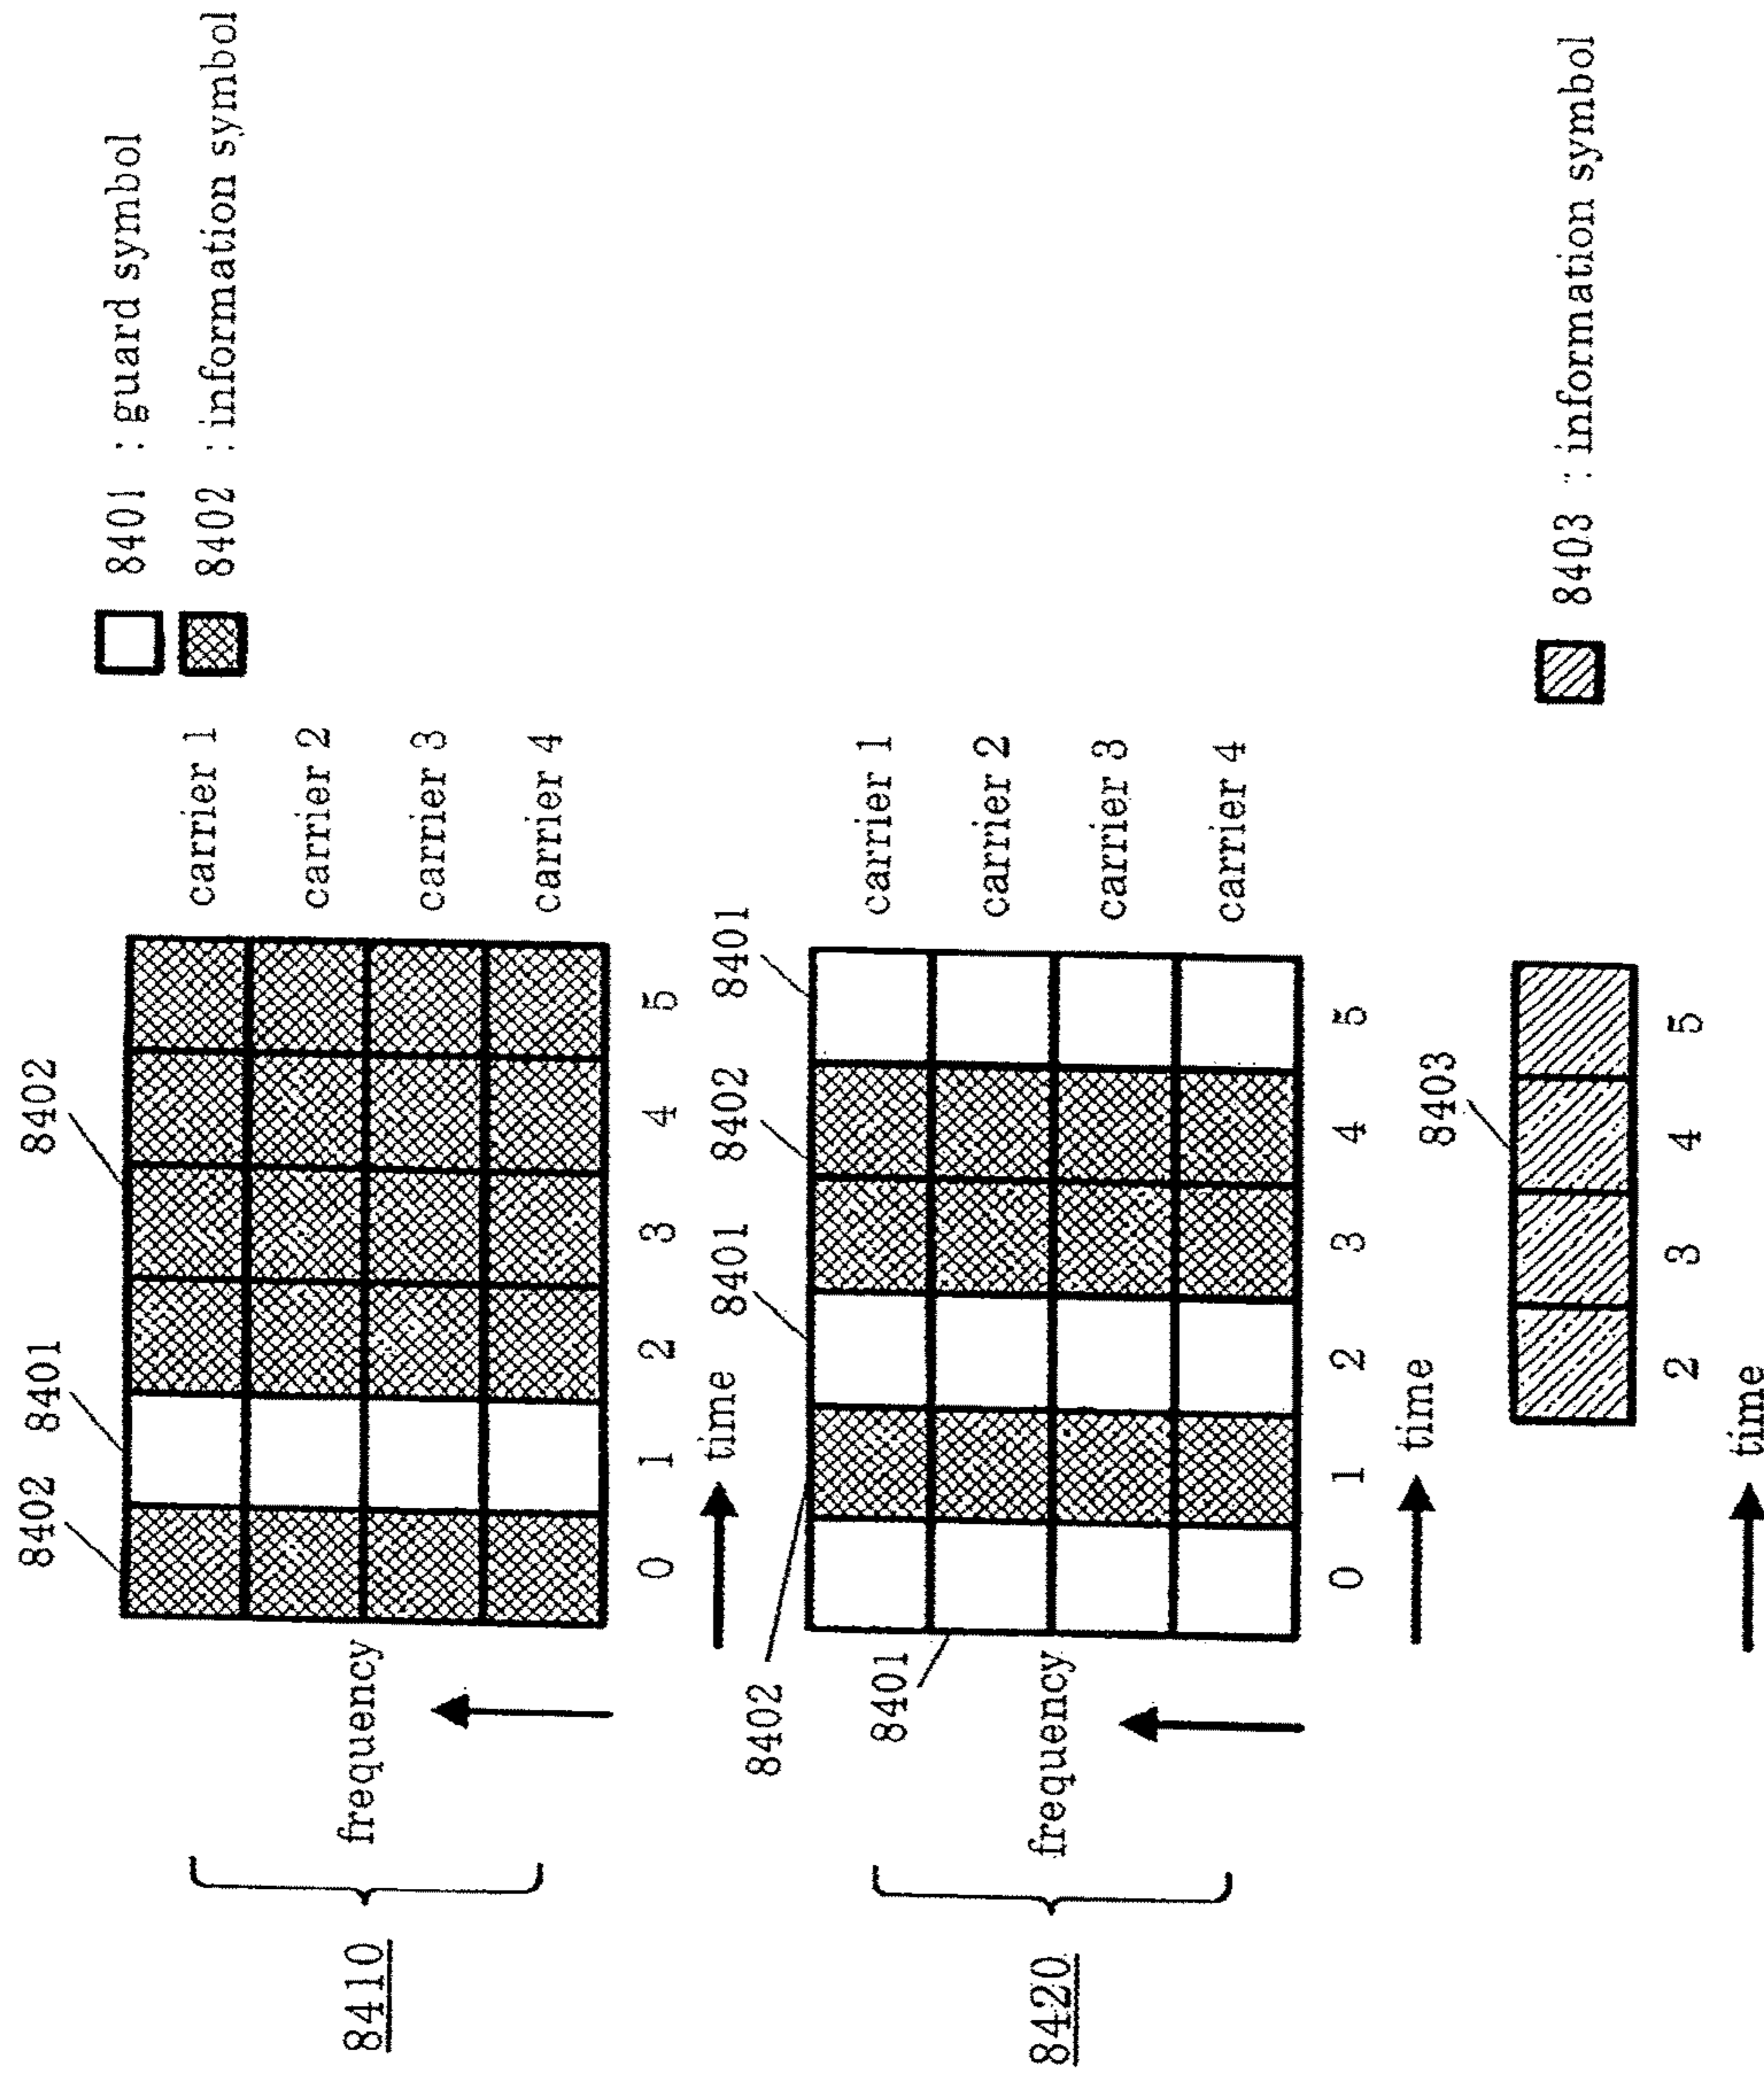 8402 8401 8402
8401 : guard symbol
8402 : information symbol
8410
frequency
carrier 1
carrier 2
carrier 3
carrier 4
0 1 2 3 4 5
time
8402
8401
8401
8402
8401
8420
frequency
carrier 1
carrier 2
carrier 3
carrier 4
0 1 2 3 4 5
time
8403
8403 : information symbol
2 3 4 5
time